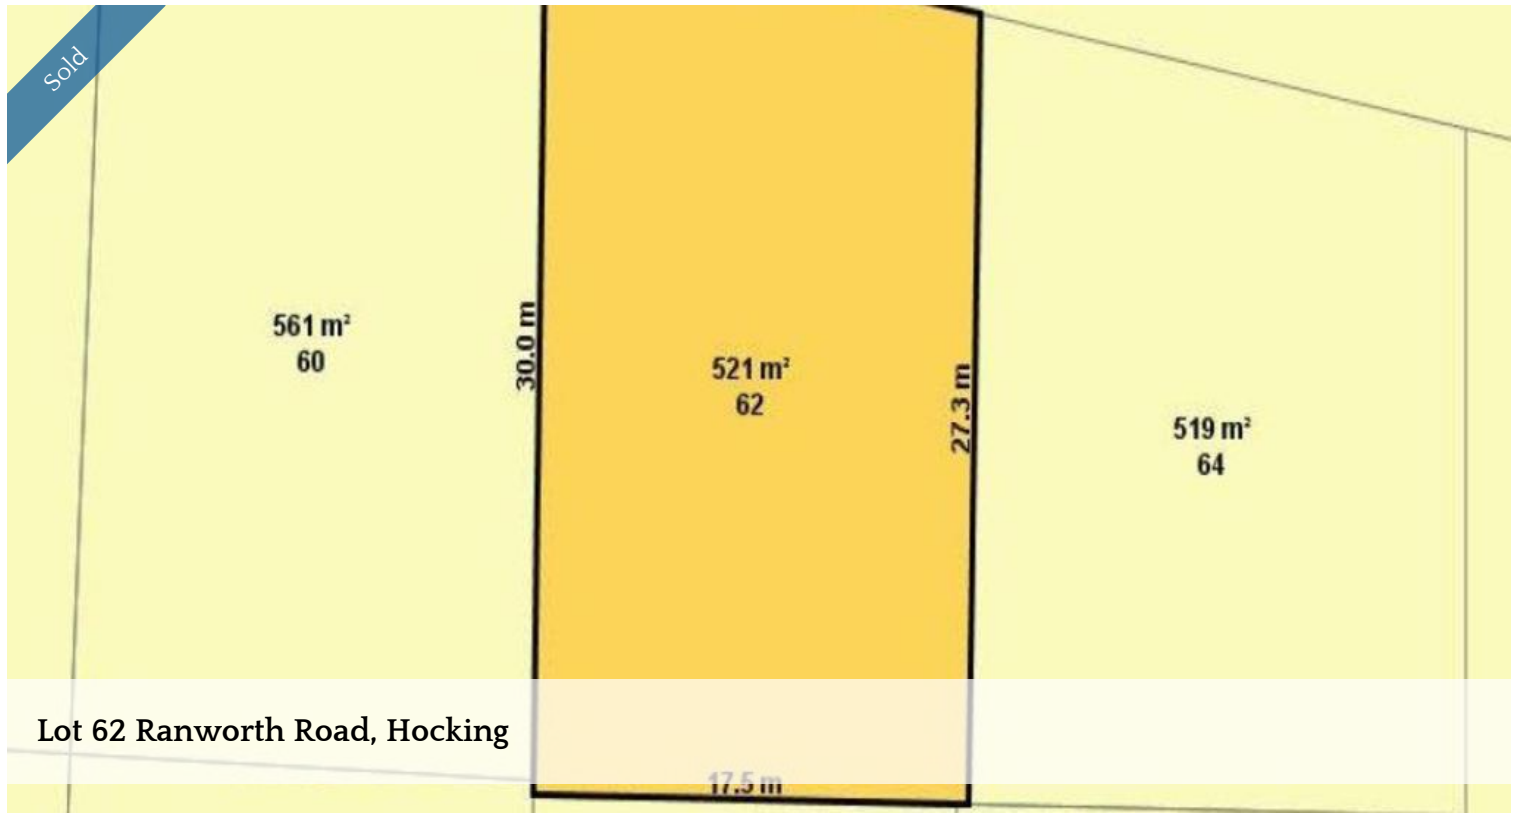 Sold
561 m²
60
30.0 m
521 m²
62
27.3 m
519 m²
64
Lot 62 Ranworth Road, Hocking
17.5 m